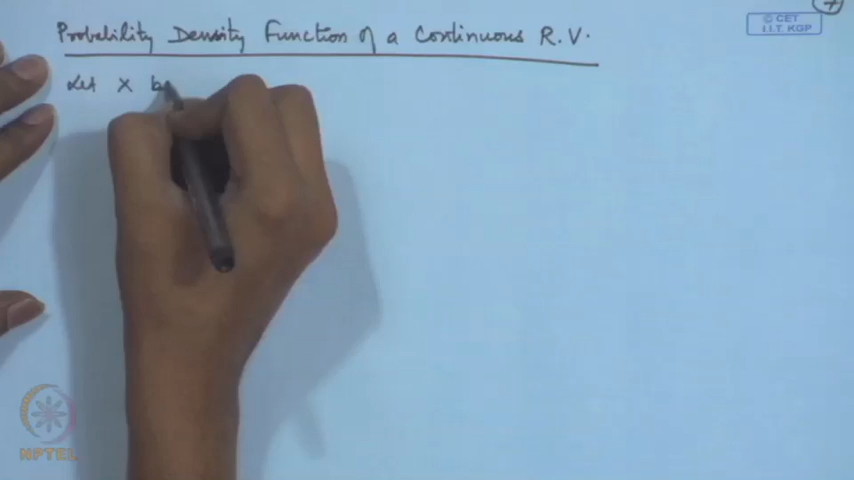 Probability Density Function of a Continuous R.V.
© CET
I.I.T. KGP
7
Let X b
NPTEL